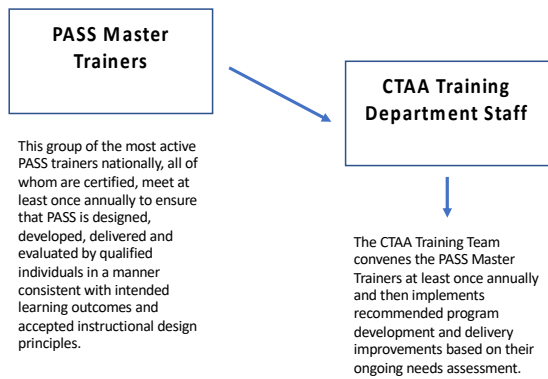 PASS Master
Trainers
CTAA Training
Department Staff
This group of the most active
PASS trainers nationally, all of
whom are certified, meet at
least once annually to ensure
that PASS is designed,
developed, delivered and
evaluated by qualified
individuals in a manner
consistent with intended
learning outcomes and
accepted instructional design
principles.
The CTAA Training Team
convenes the PASS Master
Trainers at least once annually
and then implements
recommended program
development and delivery
improvements based on their
ongoing needs assessment.